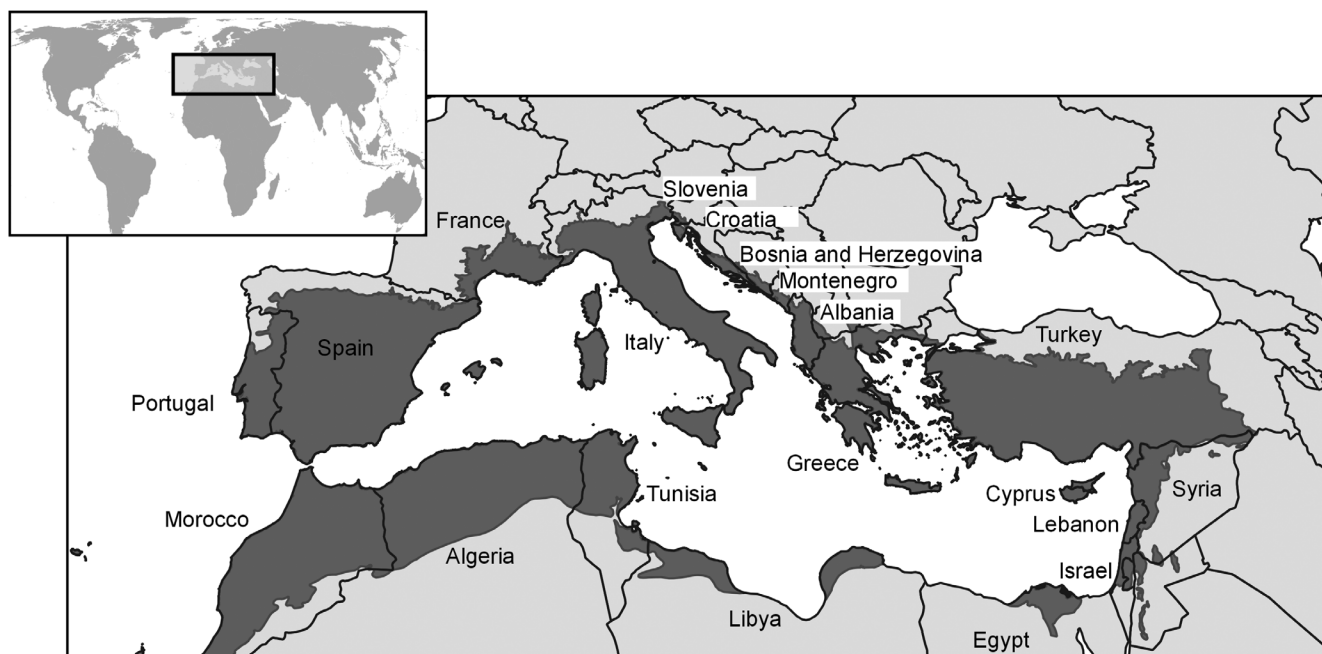 Slovenia
France
Croatia
Bosnia and Herzegovina
Montenegro
Albania
Turkey
Spain
Italy
Portugal
Greece
Cyprus
Syria
Tunisia
Morocco
Lebanon
Algeria
Israel
Libya
Egypt